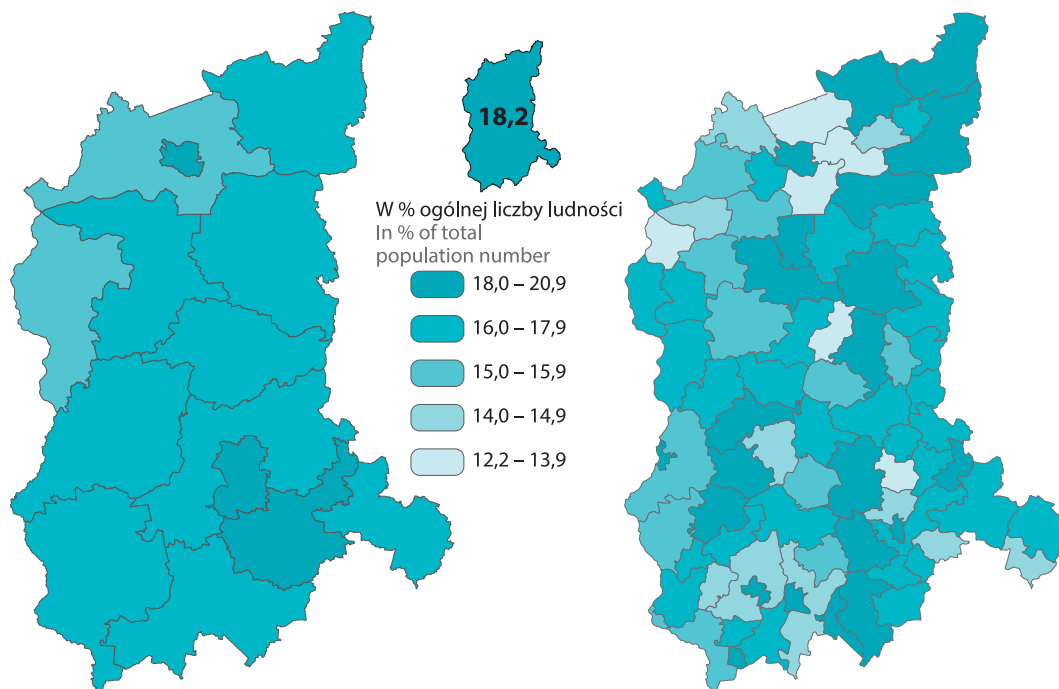 18,2
W % ogólnej liczby ludności
In % of total
population number
18,0 – 20,9
16,0 – 17,9
15,0 – 15,9
14,0 – 14,9
12,2 – 13,9